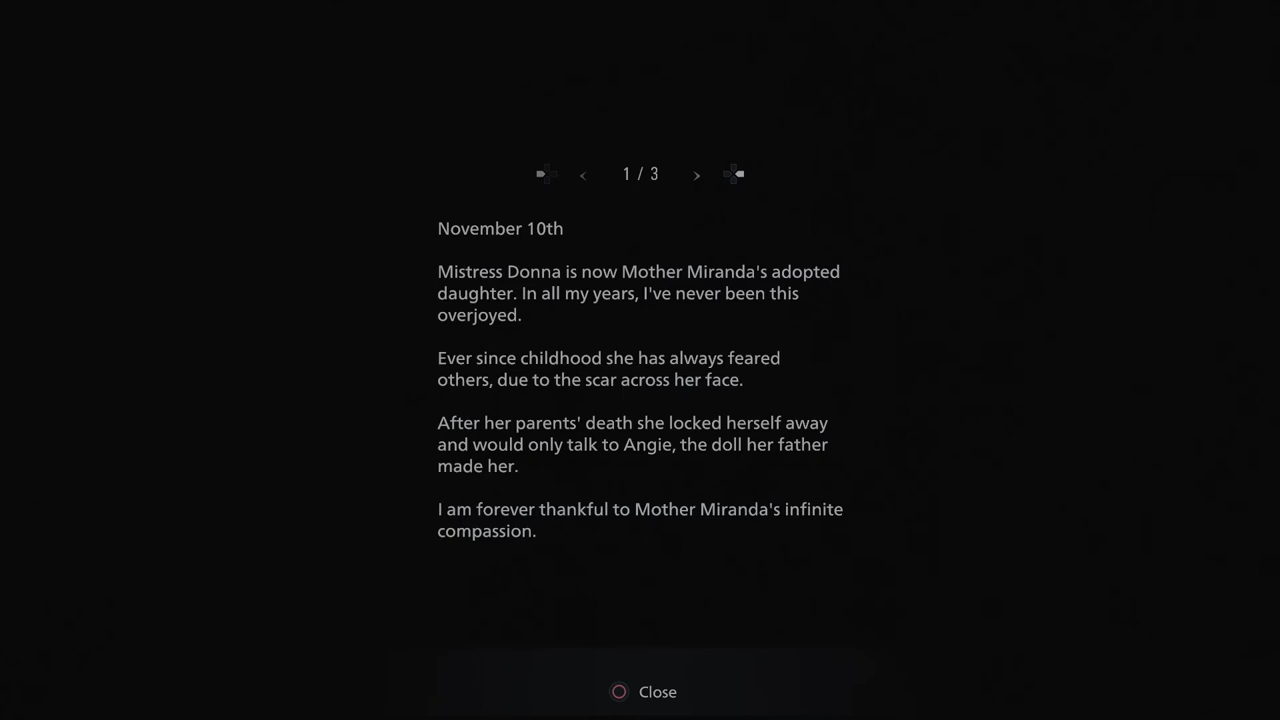 1 / 3
November 10th
Mistress Donna is now Mother Miranda's adopted
daughter. In all my years, I've never been this
overjoyed.
Ever since childhood she has always feared
others, due to the scar across her face.
After her parents' death she locked herself away
and would only talk to Angie, the doll her father
made her.
I am forever thankful to Mother Miranda's infinite
compassion.
Close